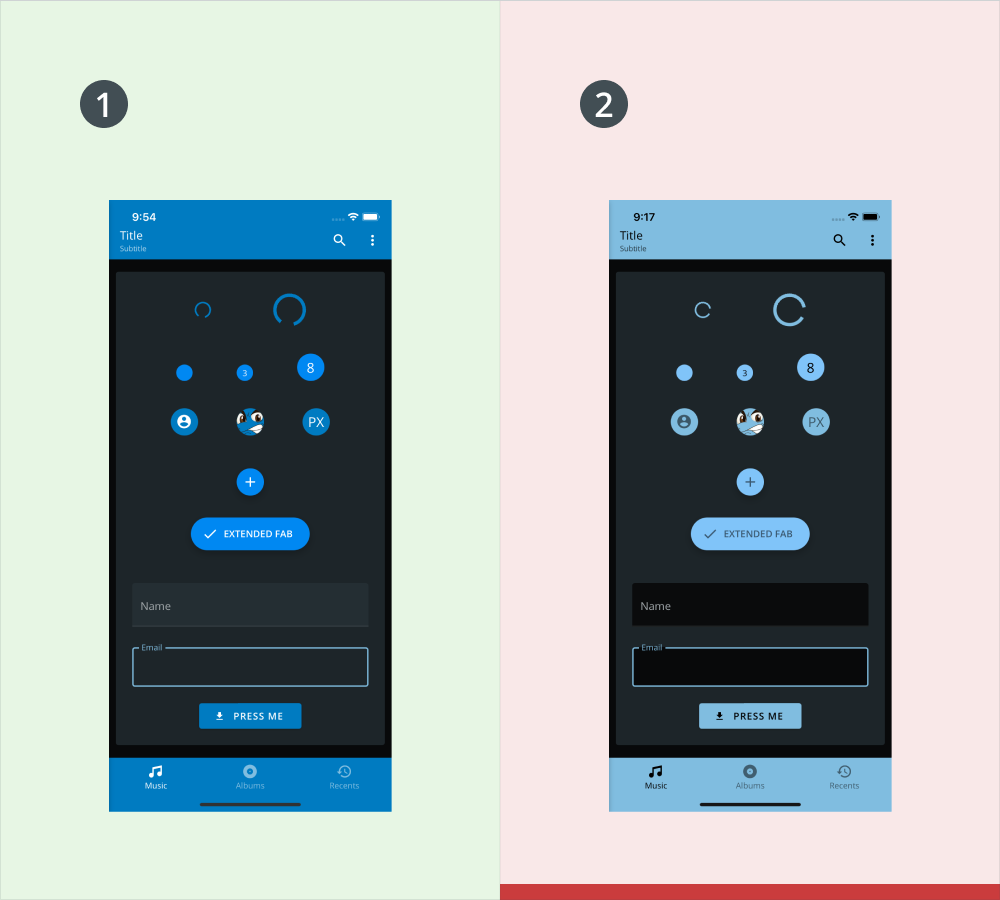 1
9:54
Title
Subtitle
3
8
PX
+
EXTENDED FAB
Name
Email
PRESS ME
Music Albums Recents
2
9:17
Title
Subtitle
3
8
PX
+
EXTENDED FAB
Name
Email
PRESS ME
Music Albums Recents